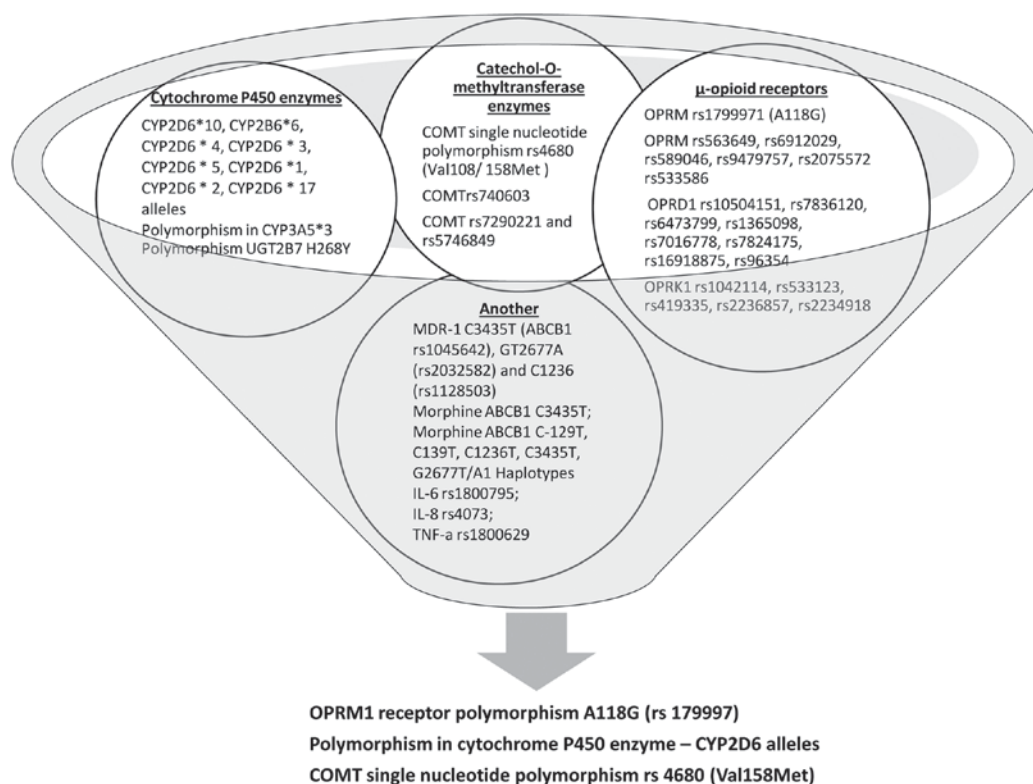 Cytochrome P450 enzymes
CYP2D6*10, CYP2B6*6,
CYP2D6 * 4, CYP2D6 * 3,
CYP2D6 * 5, CYP2D6 *1,
CYP2D6 * 2, CYP2D6 * 17
alleles
Polymorphism in CYP3A5*3
Polymorphism UGT2B7 H268Y
Catechol-O-
methyltransferase
enzymes
COMT single nucleotide
polymorphism rs4680
(Val108/ 158Met )
COMTrs740603
COMT rs7290221 and
rs5746849
μ-opioid receptors
OPRM rs1799971 (A118G)
OPRM rs563649, rs6912029,
rs589046, rs9479757, rs2075572
rs533586
OPRD1 rs10504151, rs7836120,
rs6473799, rs1365098,
rs7016778, rs7824175,
rs16918875, rs96354
OPRK1 rs1042114, rs533123,
rs419335, rs2236857, rs2234918
Another
MDR-1 C3435T (ABCB1
rs1045642), GT2677A
(rs2032582) and C1236
(rs1128503)
Morphine ABCB1 C3435T;
Morphine ABCB1 C-129T,
C139T, C1236T, C3435T,
G2677T/A1 Haplotypes
IL-6 rs1800795;
IL-8 rs4073;
TNF-a rs1800629
OPRM1 receptor polymorphism A118G (rs 179997)
Polymorphism in cytochrome P450 enzyme – CYP2D6 alleles
COMT single nucleotide polymorphism rs 4680 (Val158Met)